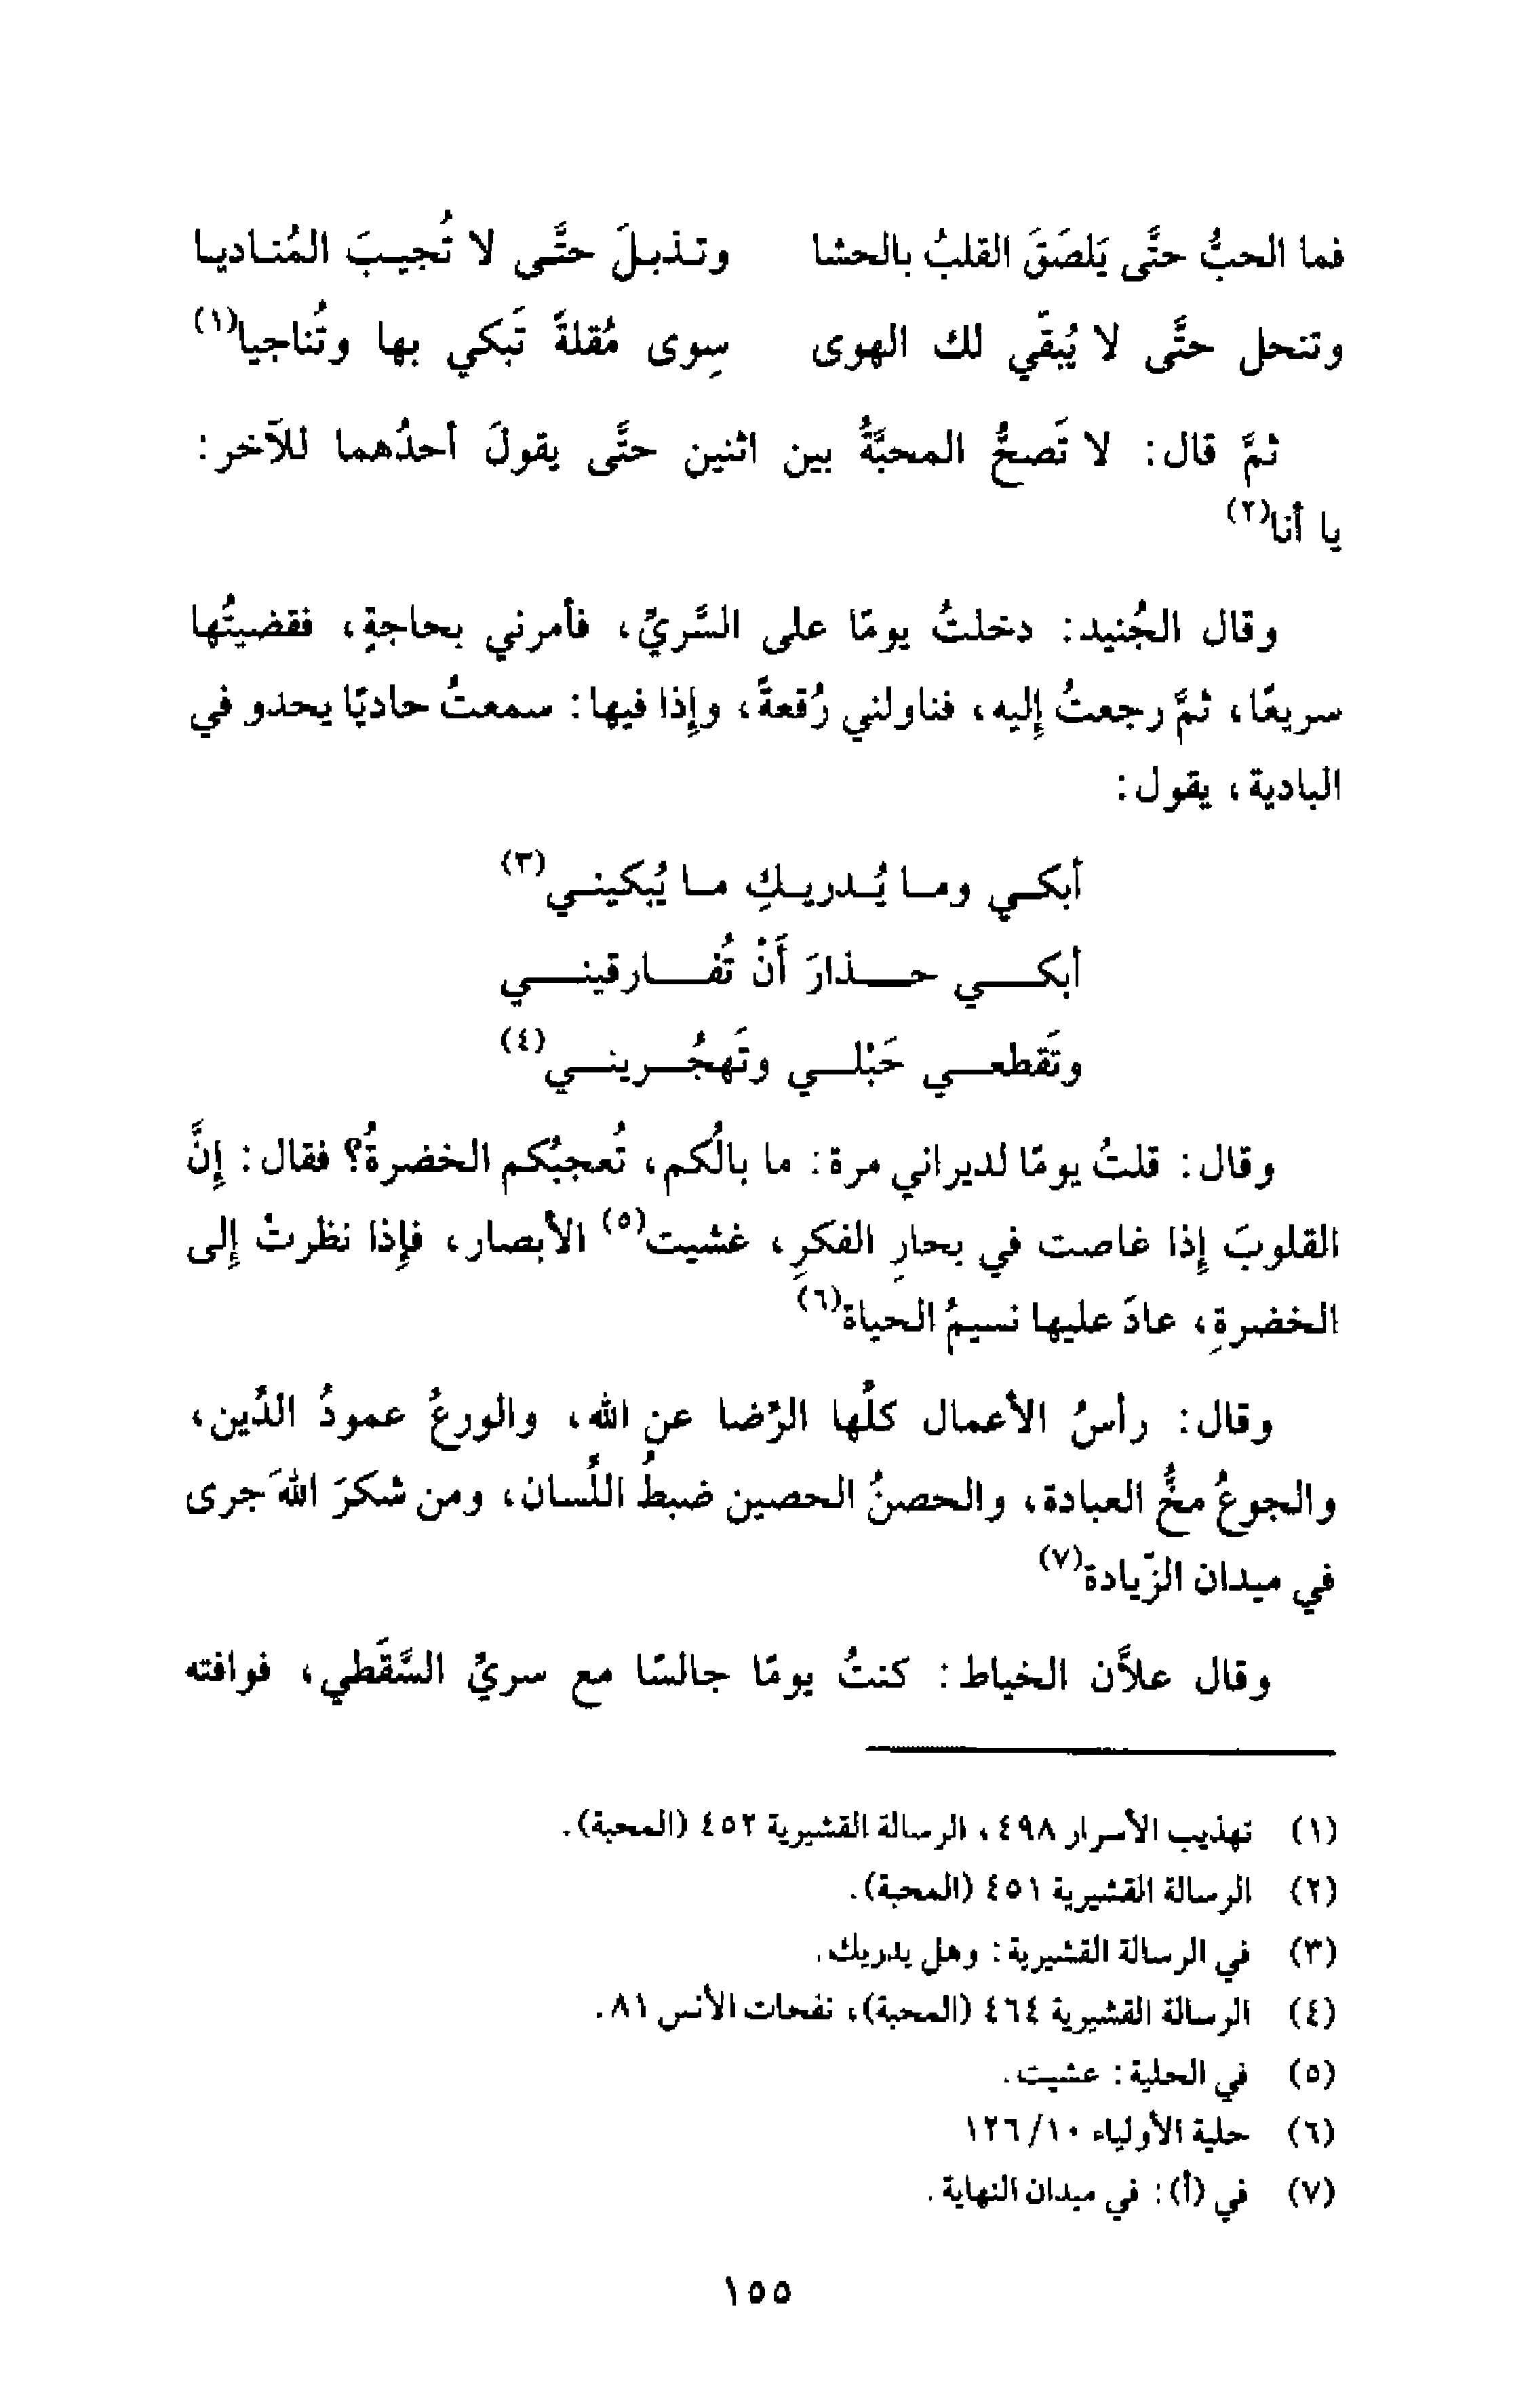 فما الحبُّ حتَّى يَلصَقَ القلبُ بالحشا وتذبلَ حتَّى لا تُجيبَ المُناديا
وتنحل حتَّى لا يُبقّي لك الهوى سِوى مُقلةً تَبكي بها وتُناجيا(١)
ثمَّ قال: لا تَصحُّ المحبَّةُ بين اثنين حتَّى يقولَ أحدُهما للآخر:
يا أنا(٢)
وقال الجُنيد: دخلتُ يومًا على السَّريِّ، فأمرني بحاجةٍ، فقضيتُها
سريعًا، ثمَّ رجعتُ إليه، فناولني رُقعةً، وإذا فيها: سمعتُ حاديًا يحدو في
البادية، يقول:
أبكي وما يُدريكِ ما يُبكيني(٣)
أبكي حذارَ أَنْ تُفارقيني
وتَقطعي حَبْلي وتَهجُريني(٤)
وقال: قلتُ يومًا لديراني مرة: ما بالُكم، تُعجبُكم الخضرةُ؟ فقال: إنَّ
القلوبَ إذا غاصت في بحارِ الفكرِ، غشيت(٥) الأبصار، فإذا نظرتْ إلى
الخضرةِ، عادَ عليها نسيمُ الحياة(٦)
وقال: رأسُ الأعمال كلِّها الرِّضا عن الله، والورعُ عمودُ الدِّين،
والجوعُ مخُّ العبادة، والحصنُ الحصين ضبطُ اللِّسان، ومن شكرَ اللهَ جرى
في ميدان الزّيادة(٧)
وقال علاَّن الخياط: كنتُ يومًا جالسًا مع سريِّ السَّقَطي، فوافته
(١) تهذيب الأسرار ٤٩٨، الرسالة القشيرية ٤٥٢ (المحبة).
(٢) الرسالة القشيرية ٤٥١ (المحبة).
(٣) في الرسالة القشيرية: وهل يدريك.
(٤) الرسالة القشيرية ٤٦٤ (المحبة)، نفحات الأنس ٨١.
(٥) في الحلية: عشيت.
(٦) حلية الأولياء ١٢٦/١٠
(٧) في (أ): في ميدان النهاية.
١٥٥